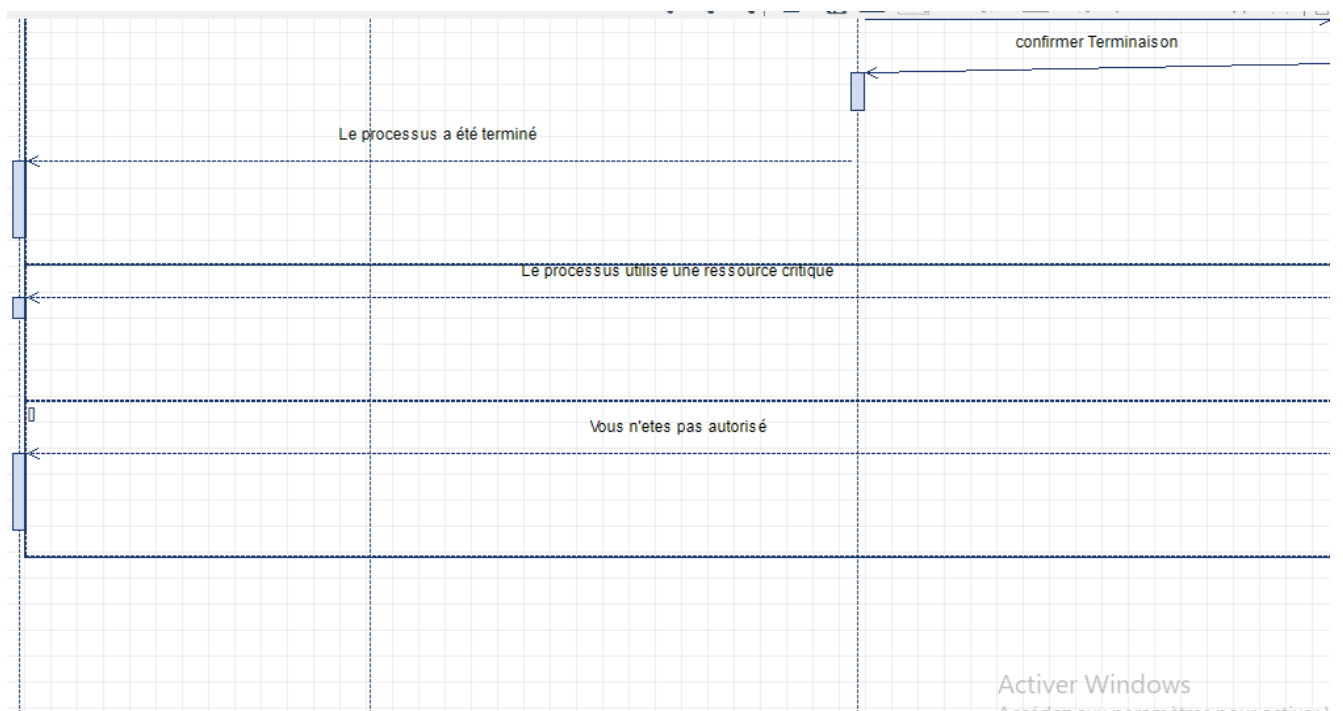 confirmer Terminaison
Le processus a été terminé
Le processus utilise une ressource critique
[]
Vous n'etes pas autorisé
Activer Windows